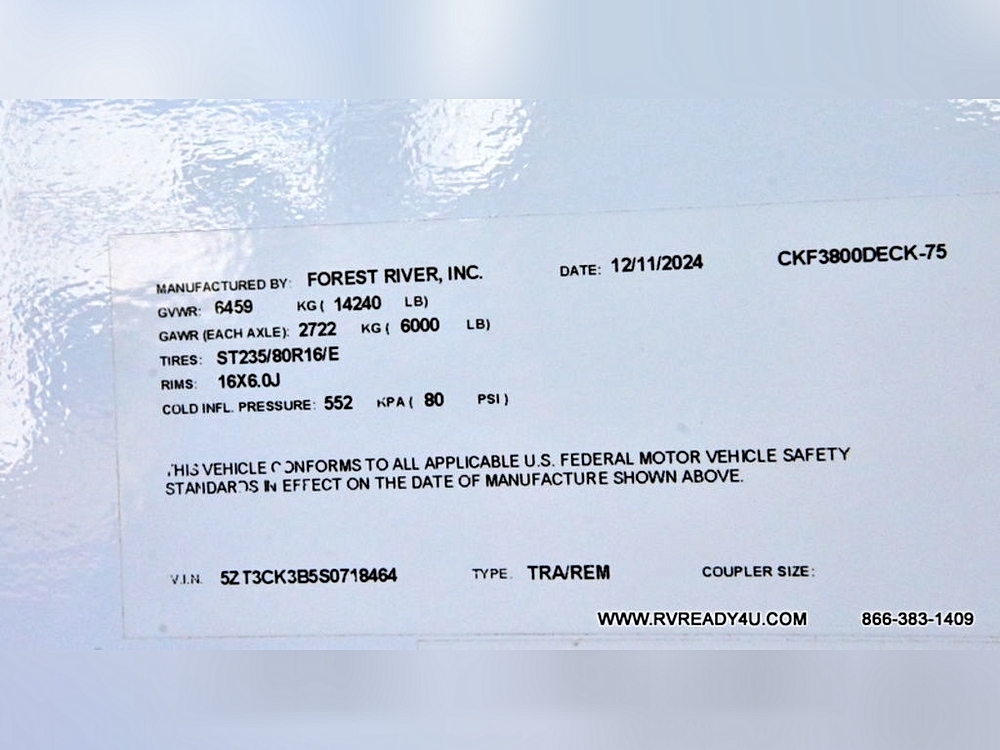 MANUFACTURED BY: FOREST RIVER, INC. DATE: 12/11/2024 CKF3800DECK-75
GVWR: 6459 KG ( 14240 LB)
GAWR (EACH AXLE): 2722 KG ( 6000 LB)
TIRES: ST235/80R16/E
RIMS: 16X6.0J
COLD INFL. PRESSURE: 552 KPA ( 80 PSI )
THIS VEHICLE CONFORMS TO ALL APPLICABLE U.S. FEDERAL MOTOR VEHICLE SAFETY
STANDARDS IN EFFECT ON THE DATE OF MANUFACTURE SHOWN ABOVE.
V.I.N. 5ZT3CK3B5S0718464 TYPE: TRA/REM COUPLER SIZE:
WWW.RVREADY4U.COM 866-383-1409